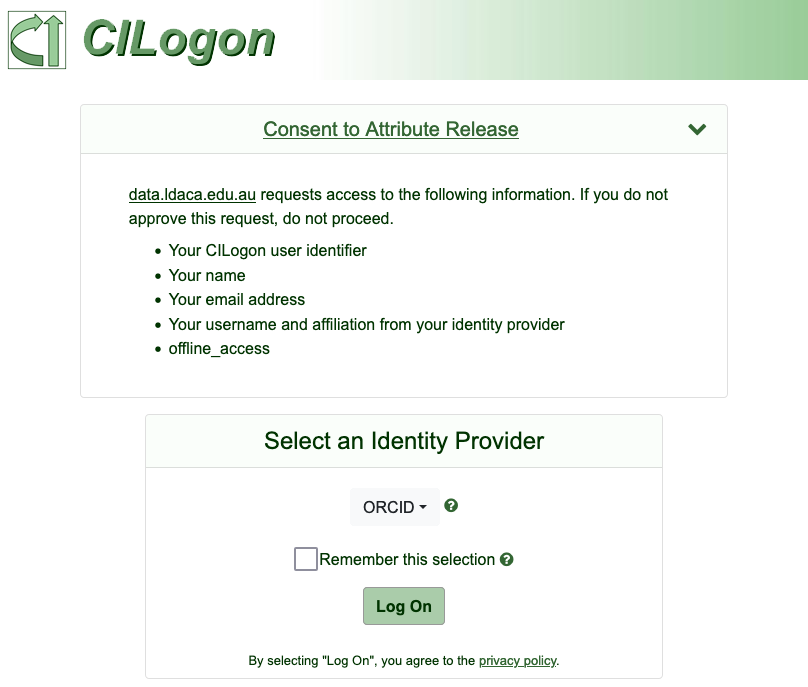 CILogon
Consent to Attribute Release
data.ldaca.edu.au requests access to the following information. If you do not
approve this request, do not proceed.
• Your CILogon user identifier
• Your name
• Your email address
• Your username and affiliation from your identity provider
• offline_access
Select an Identity Provider
ORCID
Remember this selection
Log On
By selecting "Log On", you agree to the privacy policy.